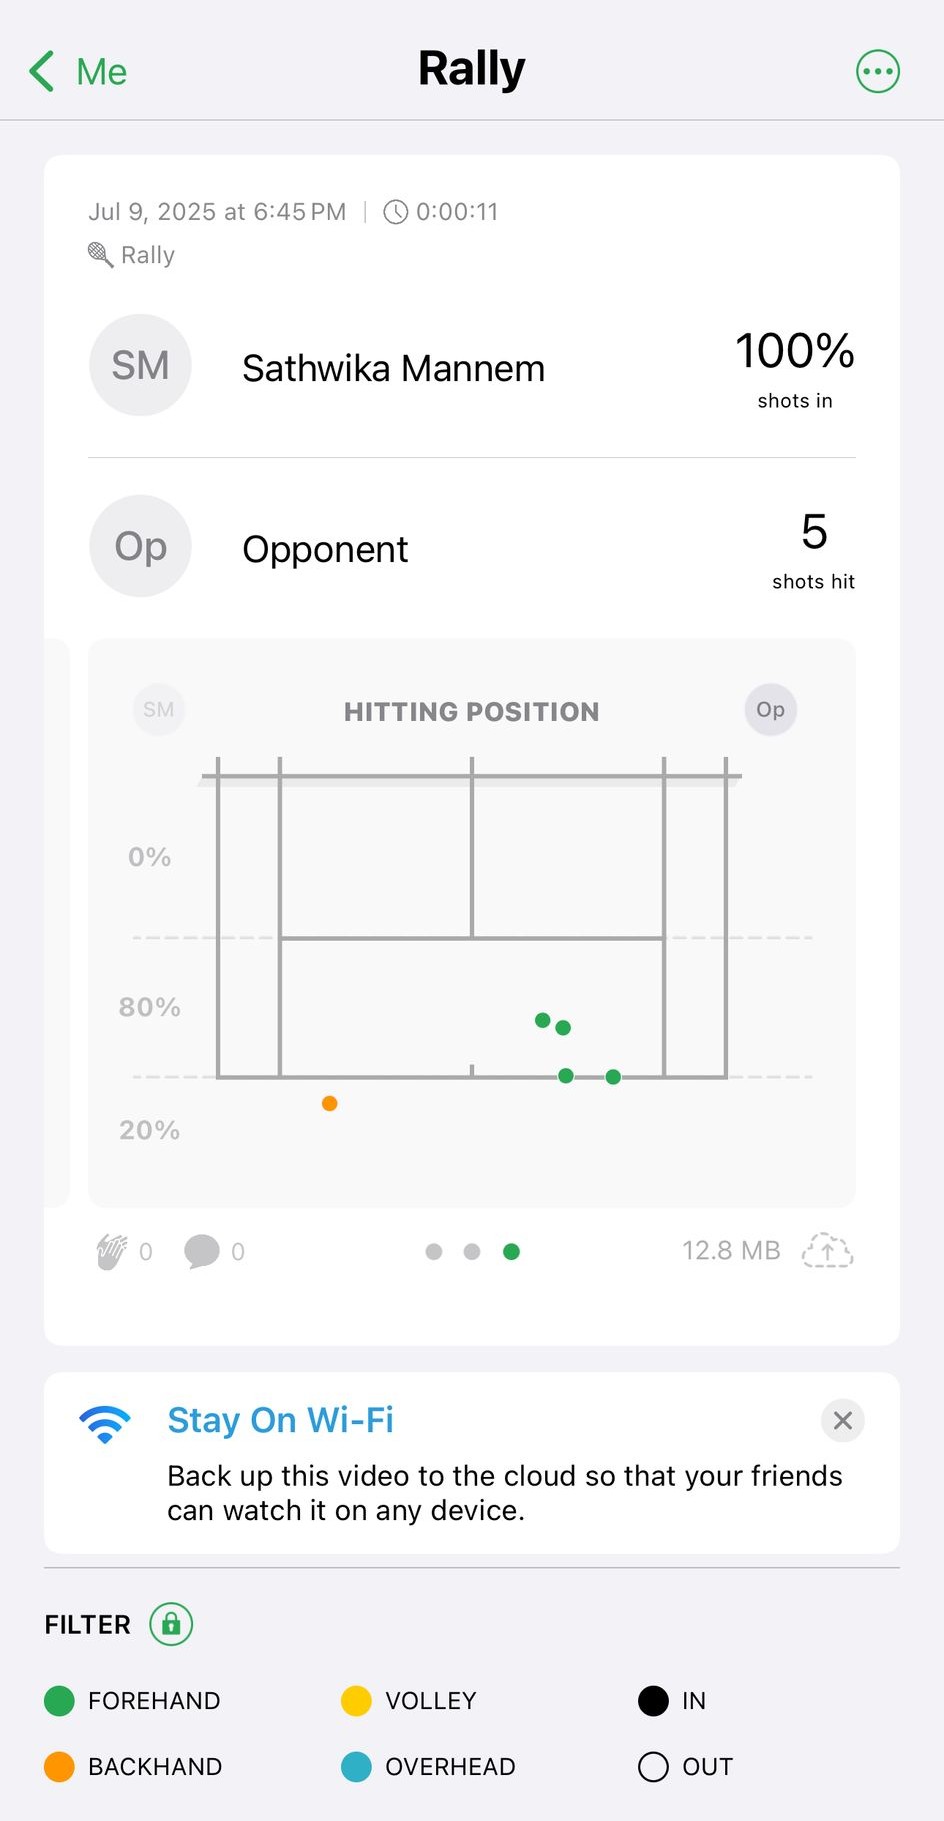 Me
Rally
Jul 9, 2025 at 6:45 PM | 0:00:11
Rally
SM
Sathwika Mannem
100%
shots in
Op
Opponent
5
shots hit
SM
HITTING POSITION
Op
0%
80%
20%
0
0
12.8 MB
Stay On Wi-Fi
Back up this video to the cloud so that your friends
can watch it on any device.
FILTER
FOREHAND
VOLLEY
IN
BACKHAND
OVERHEAD
OUT